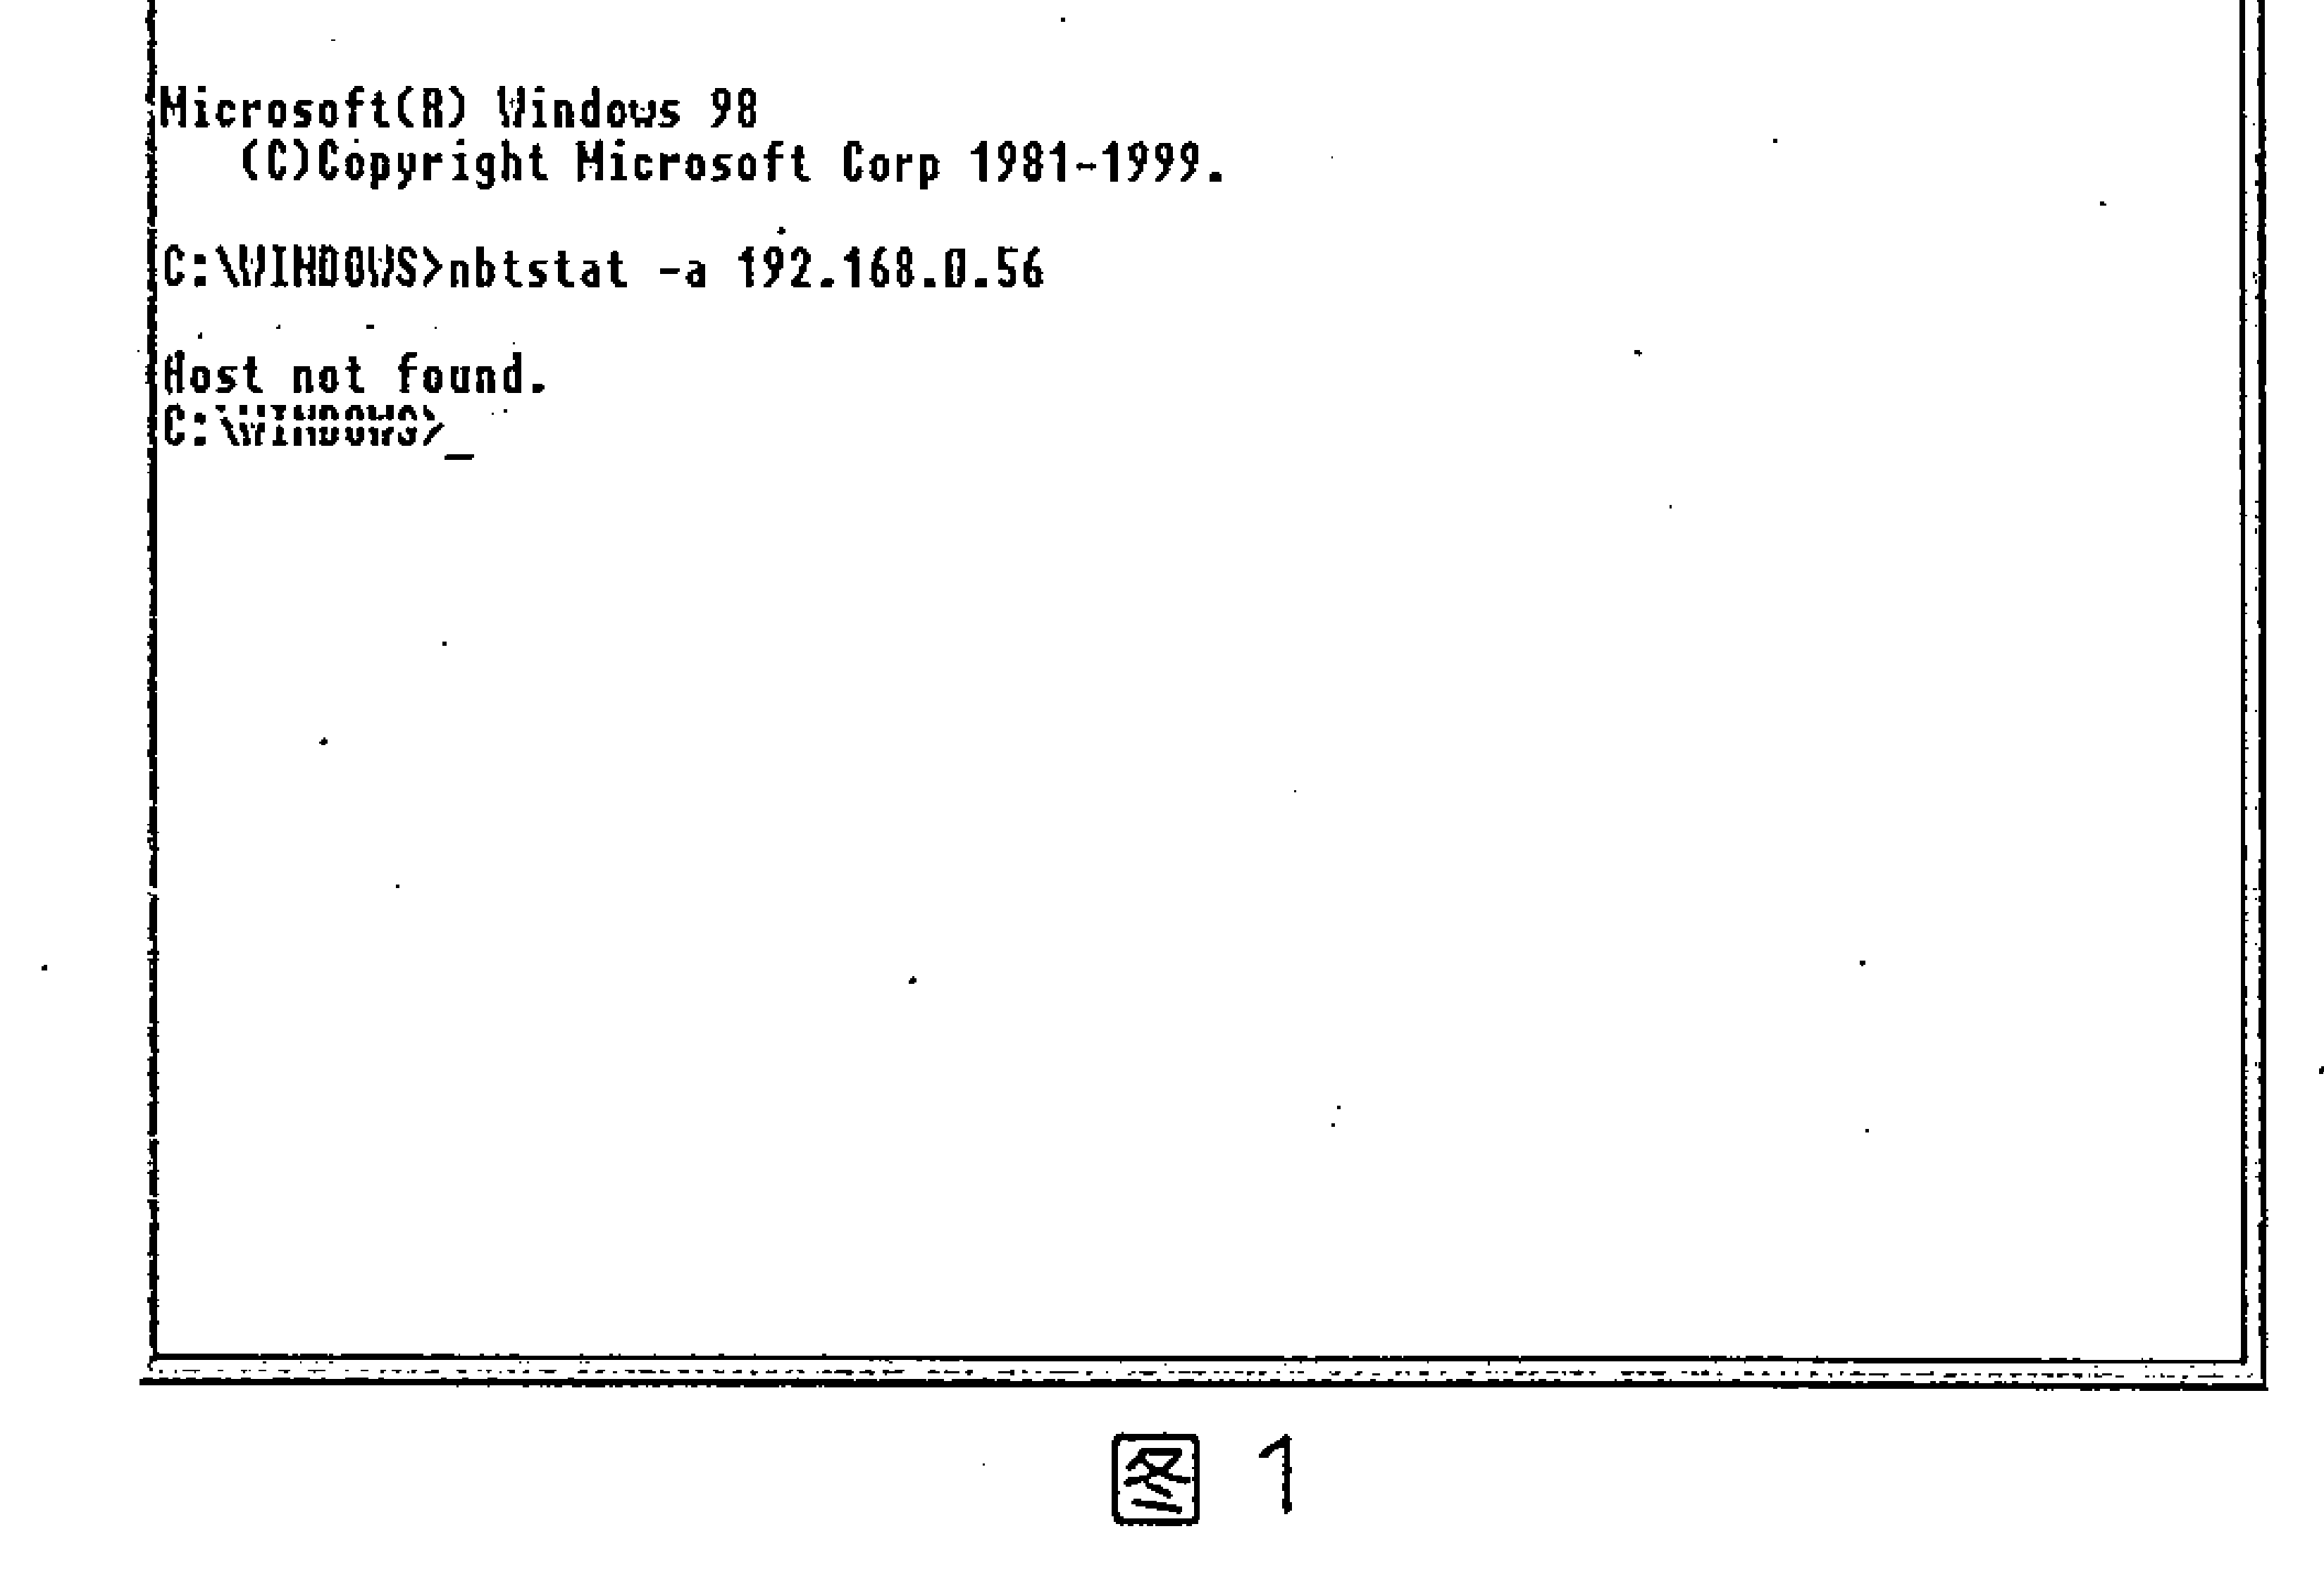 Microsoft(R) Windows 98
(C)Copyright Microsoft Corp 1981-1999.
C:\WINDOWS>nbtstat -a 192.168.0.56
Host not found.
C:\WINDOWS>_
图 1